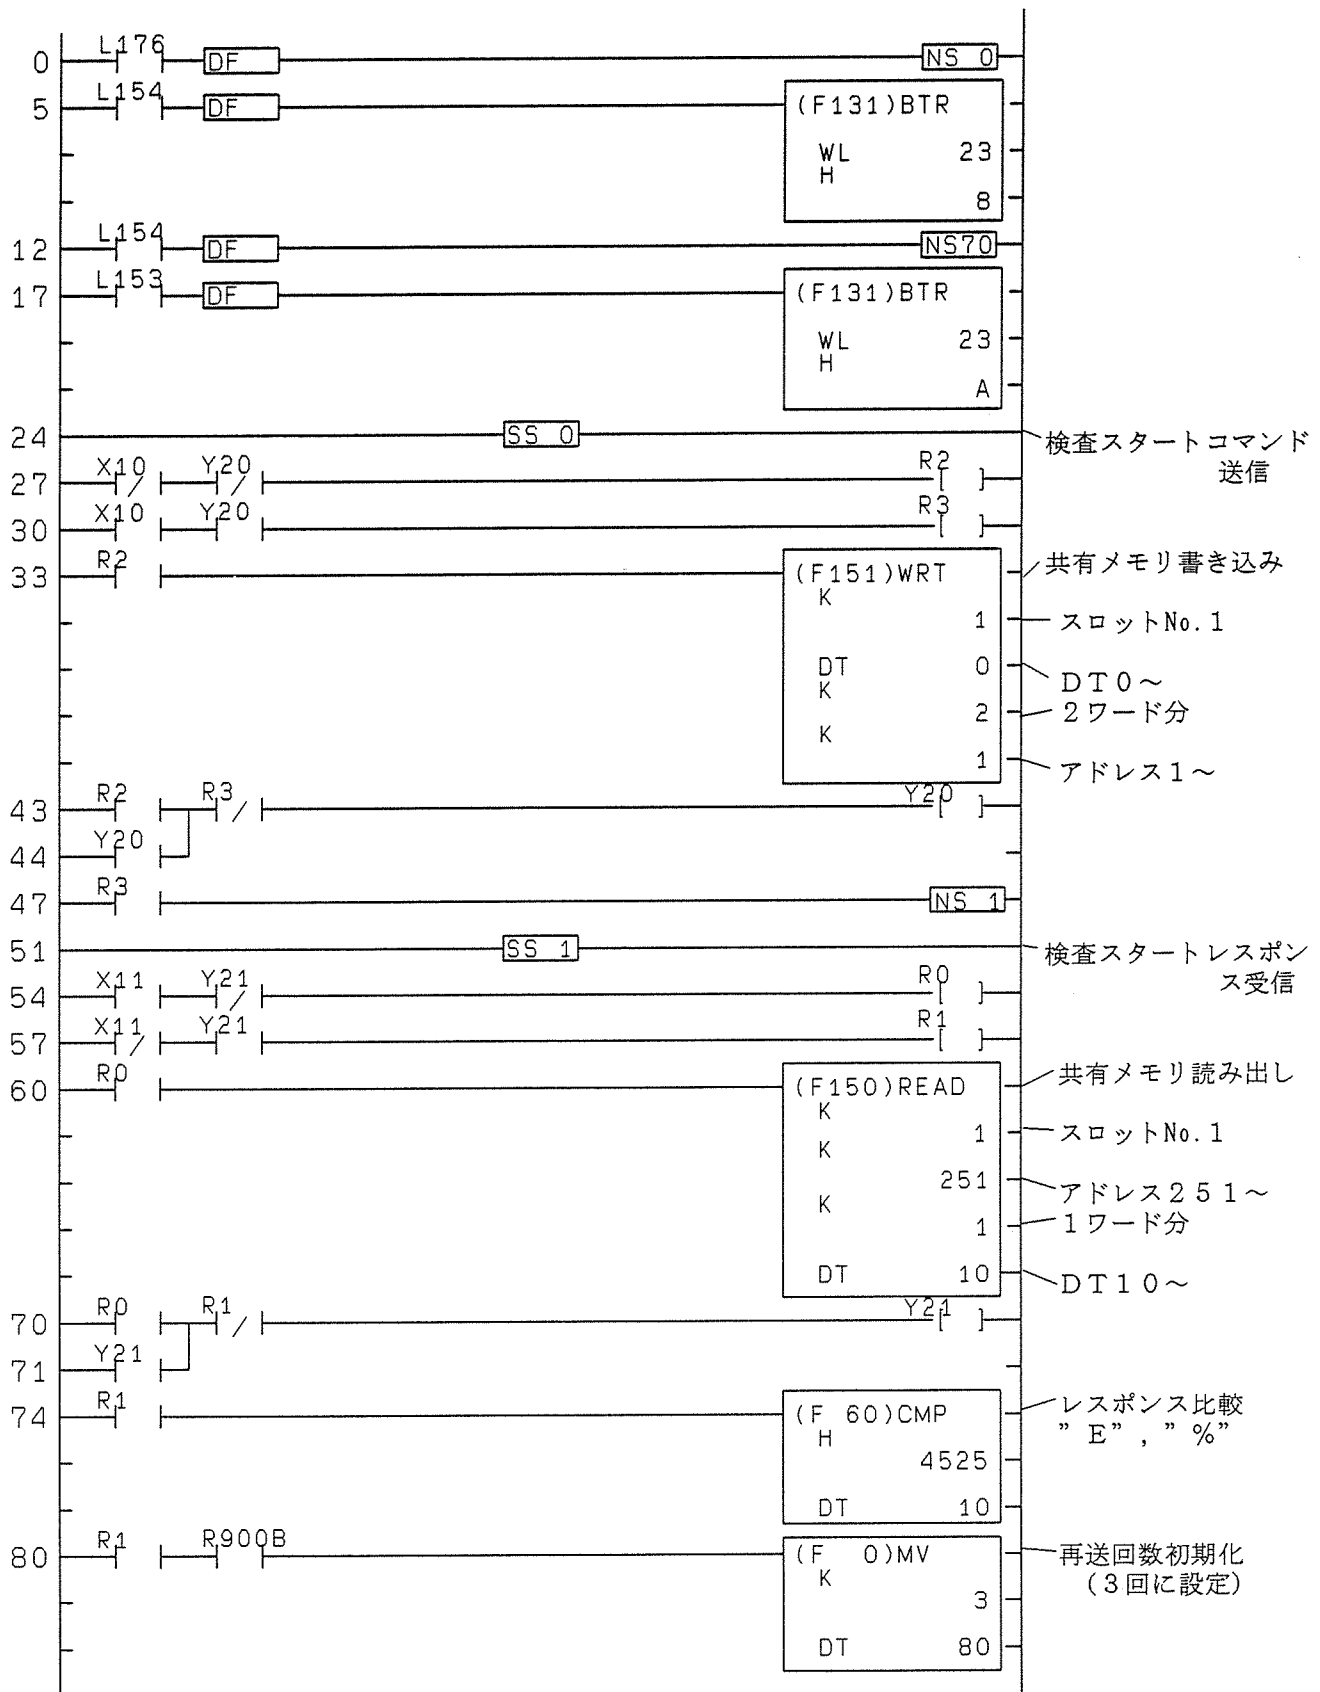 L176
0 DF NS 0
L154
5 DF (F131)BTR
WL 23
H
8
L154
12 DF NS70
L153
17 DF (F131)BTR
WL 23
H
A
24 SS 0 検査スタートコマンド
送信
X10 Y20 R2
27
X10 Y20 R3
30
R2
33 (F151)WRT 共有メモリ書き込み
K
1 スロットNo.1
DT 0 DT0～
K
2 2ワード分
K
1 アドレス1～
R2 R3 Y20
43
Y20
44
R3
47 NS 1
51 SS 1 検査スタートレスポン
ス受信
X11 Y21 R0
54
X11 Y21 R1
57
R0
60 (F150)READ 共有メモリ読み出し
K
1 スロットNo.1
K
251 アドレス251～
K
1 1ワード分
DT 10 DT10～
R0 R1 Y21
70
Y21
71
R1
74 (F 60)CMP レスポンス比較
H ”E”,”%”
4525
DT 10
R1 R900B
80 (F 0)MV 再送回数初期化
K (3回に設定)
3
DT 80